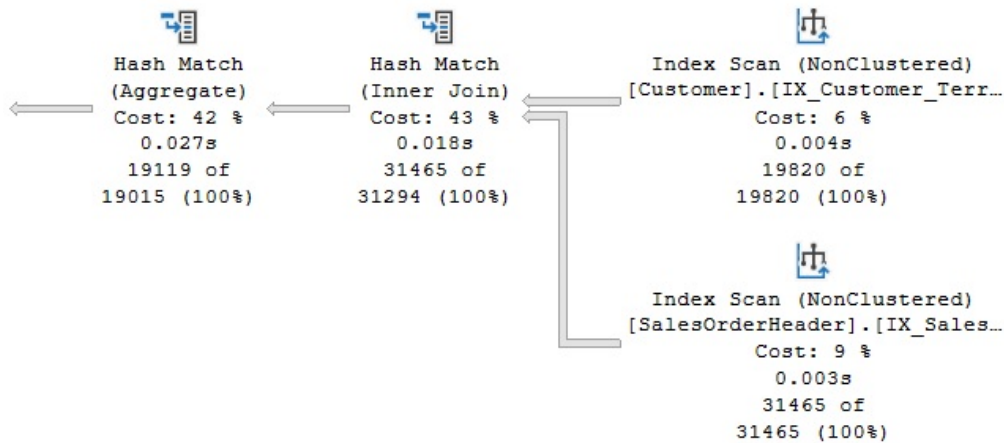 Hash Match
(Aggregate)
Cost: 42 %
0.027s
19119 of
19015 (100%)
Hash Match
(Inner Join)
Cost: 43 %
0.018s
31465 of
31294 (100%)
Index Scan (NonClustered)
[Customer].[IX_Customer_Terr…
Cost: 6 %
0.004s
19820 of
19820 (100%)
Index Scan (NonClustered)
[SalesOrderHeader].[IX_Sales…
Cost: 9 %
0.003s
31465 of
31465 (100%)